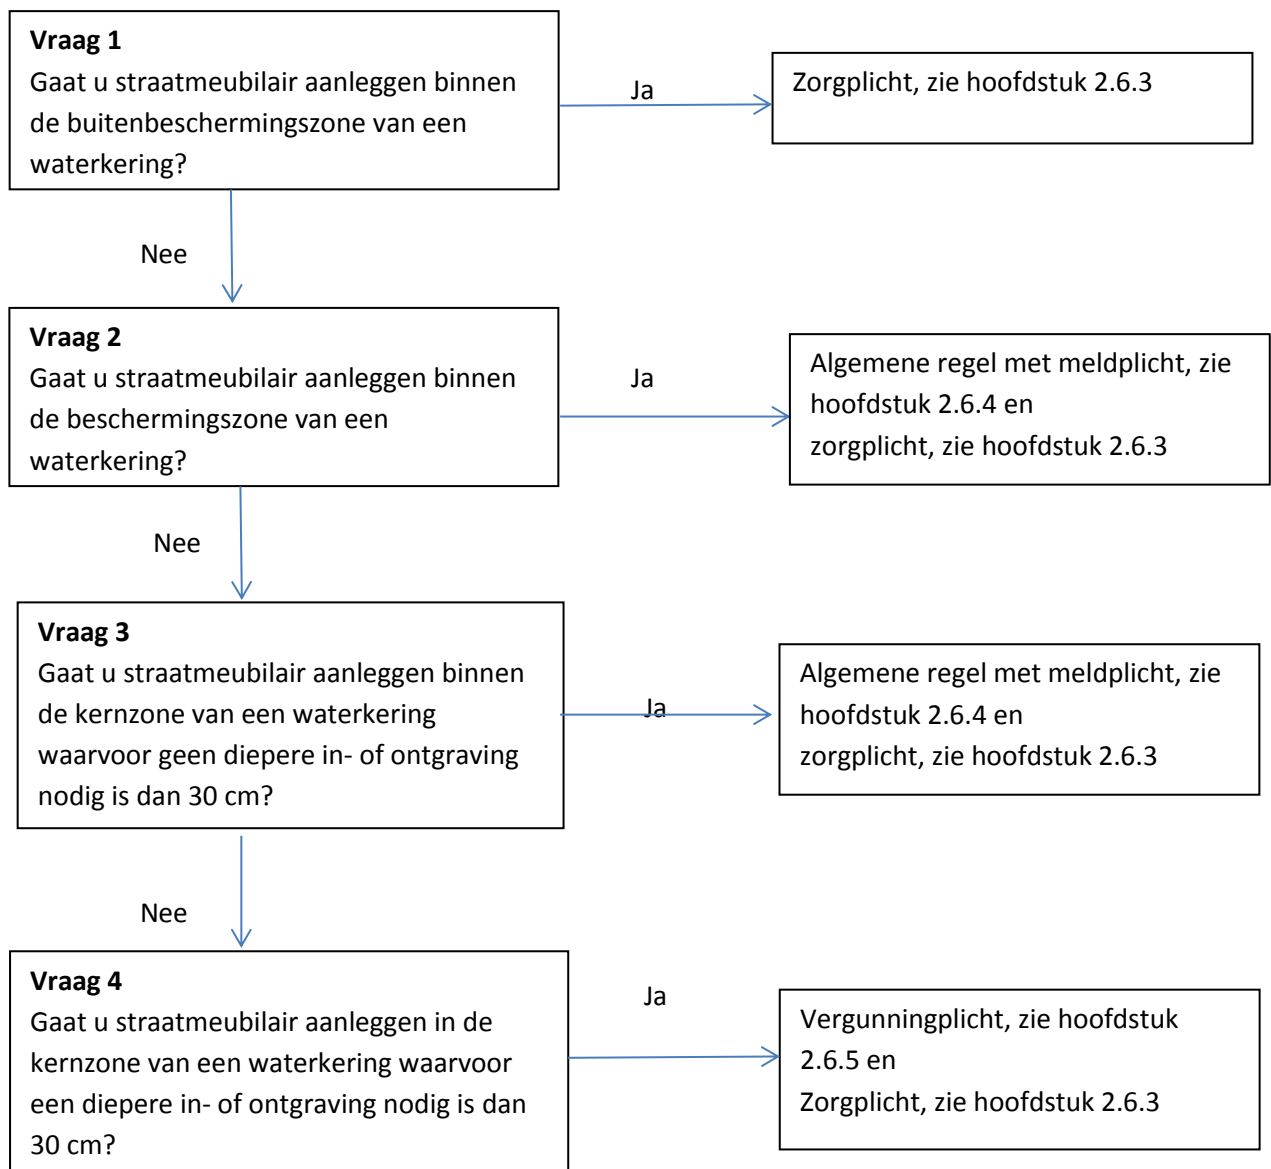 Vraag 1
Gaat u straatmeubilair aanleggen binnen
de buitenbeschermingszone van een
waterkering?
Ja
Zorgplicht, zie hoofdstuk 2.6.3
Nee
Vraag 2
Gaat u straatmeubilair aanleggen binnen
de beschermingszone van een
waterkering?
Ja
Algemene regel met meldplicht, zie
hoofdstuk 2.6.4 en
zorgplicht, zie hoofdstuk 2.6.3
Nee
Vraag 3
Gaat u straatmeubilair aanleggen binnen
de kernzone van een waterkering
waarvoor geen diepere in- of ontgraving
nodig is dan 30 cm?
Ja
Algemene regel met meldplicht, zie
hoofdstuk 2.6.4 en
zorgplicht, zie hoofdstuk 2.6.3
Nee
Vraag 4
Gaat u straatmeubilair aanleggen in de
kernzone van een waterkering waarvoor
een diepere in- of ontgraving nodig is dan
30 cm?
Ja
Vergunningplicht, zie hoofdstuk
2.6.5 en
Zorgplicht, zie hoofdstuk 2.6.3